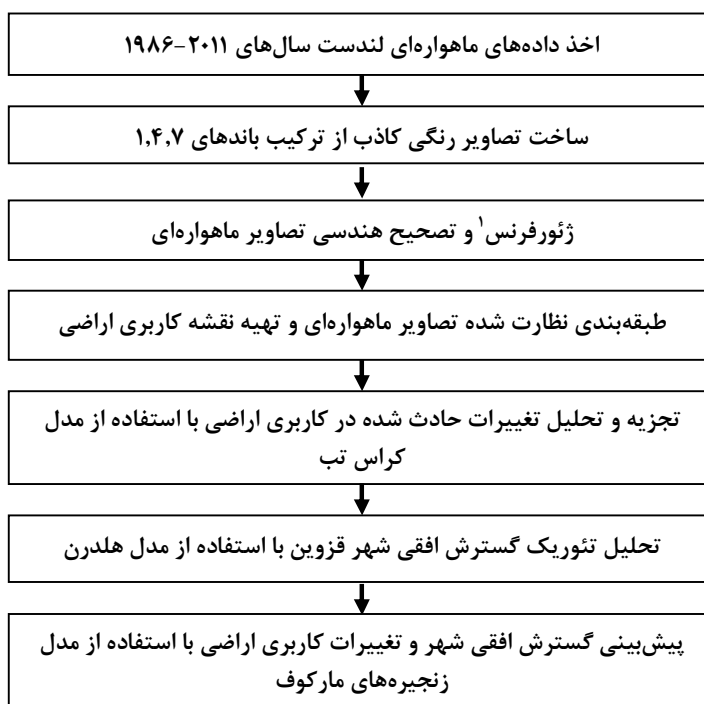 اخذ داده‌های ماهواره‌ای لندست سال‌های ۲۰۱۱-۱۹۸۶
ساخت تصاویر رنگی کاذب از ترکیب باندهای ۱,۴,۷
ژئورفرنس۱ و تصحیح هندسی تصاویر ماهواره‌ای
طبقه‌بندی نظارت شده تصاویر ماهواره‌ای و تهیه نقشه کاربری اراضی
تجزیه و تحلیل تغییرات حادث شده در کاربری اراضی با استفاده از مدل
کراس تب
تحلیل تئوریک گسترش افقی شهر قزوین با استفاده از مدل هلدرن
پیش‌بینی گسترش افقی شهر و تغییرات کاربری اراضی با استفاده از مدل
زنجیره‌های مارکوف